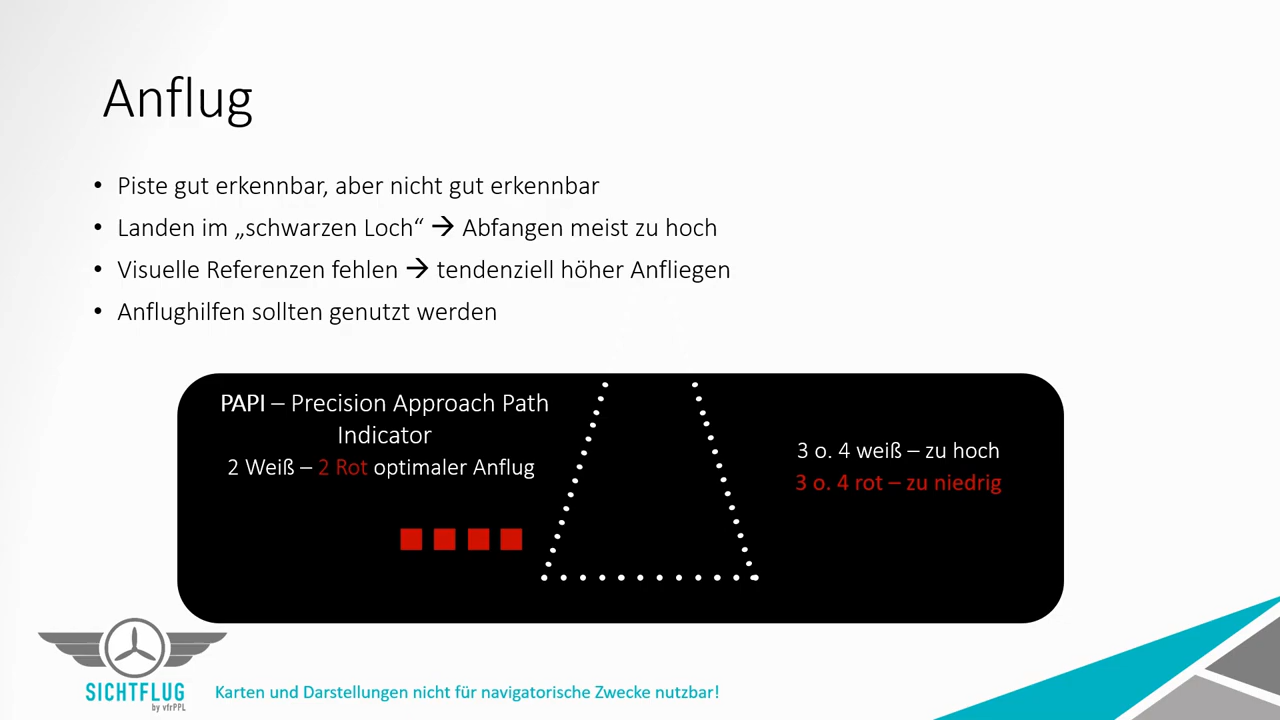 Anflug
• Piste gut erkennbar, aber nicht gut erkennbar
• Landen im „schwarzen Loch“ → Abfangen meist zu hoch
• Visuelle Referenzen fehlen → tendenziell höher Anfliegen
• Anflughilfen sollten genutzt werden
PAPI – Precision Approach Path
Indicator
2 Weiß – 2 Rot optimaler Anflug
3 o. 4 weiß – zu hoch
3 o. 4 rot – zu niedrig
SICHTFLUG
by vfrPPL
Karten und Darstellungen nicht für navigatorische Zwecke nutzbar!